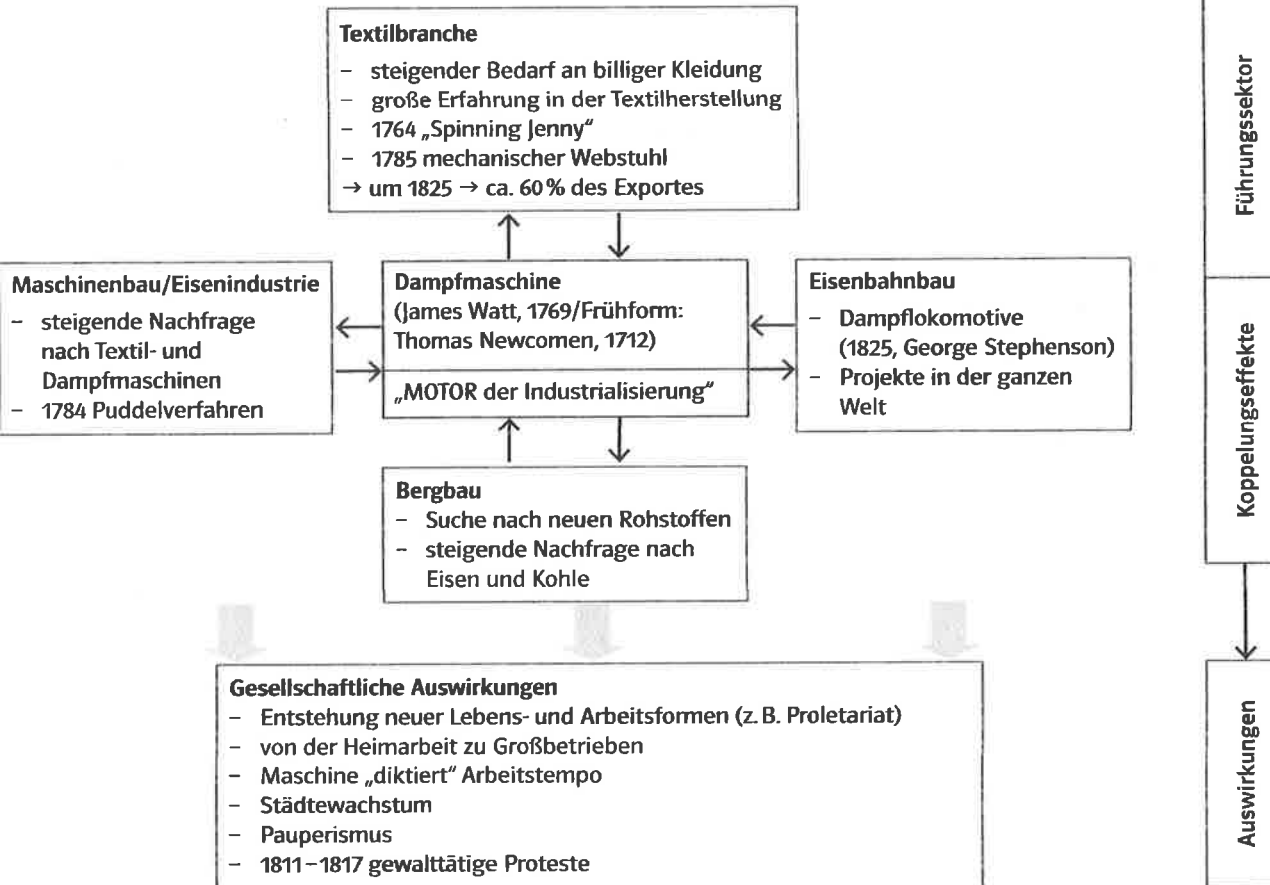 Textilbranche
– steigender Bedarf an billiger Kleidung
– große Erfahrung in der Textilherstellung
– 1764 „Spinning Jenny“
– 1785 mechanischer Webstuhl
→ um 1825 → ca. 60 % des Exportes
Maschinenbau/Eisenindustrie
– steigende Nachfrage
nach Textil- und
Dampfmaschinen
– 1784 Puddelverfahren
Dampfmaschine
(James Watt, 1769/Frühform:
Thomas Newcomen, 1712)
„MOTOR der Industrialisierung“
Eisenbahnbau
– Dampflokomotive
(1825, George Stephenson)
– Projekte in der ganzen
Welt
Bergbau
– Suche nach neuen Rohstoffen
– steigende Nachfrage nach
Eisen und Kohle
Gesellschaftliche Auswirkungen
– Entstehung neuer Lebens- und Arbeitsformen (z. B. Proletariat)
– von der Heimarbeit zu Großbetrieben
– Maschine „diktiert“ Arbeitstempo
– Städtewachstum
– Pauperismus
– 1811–1817 gewalttätige Proteste
Führungssektor
Koppelungseffekte
Auswirkungen